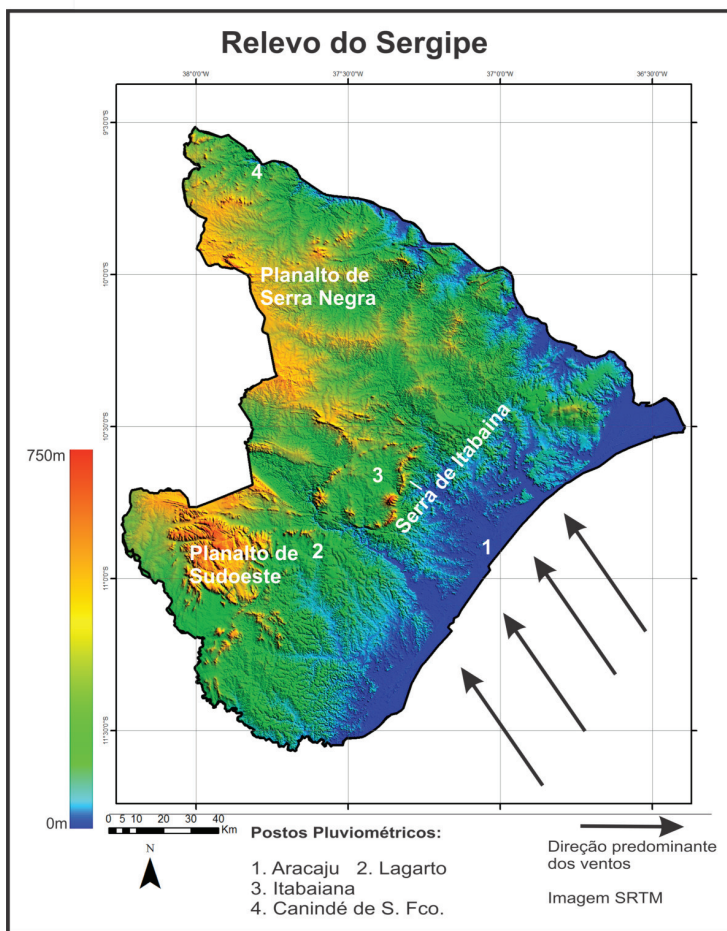 Relevo do Sergipe
38°0'0"W
37°30'0"W
37°0'0"W
36°30'0"W
9°30'0"S
10°0'0"S
10°30'0"S
11°0'0"S
11°30'0"S
4
Planalto de
Serra Negra
3
Serra de Itabaina
1
2
Planalto de
Sudoeste
750m
0m
0 5 10 20 30 40
Km
N
Postos Pluviométricos:
1. Aracaju 2. Lagarto
3. Itabaiana
4. Canindé de S. Fco.
Direção predominante
dos ventos
Imagem SRTM